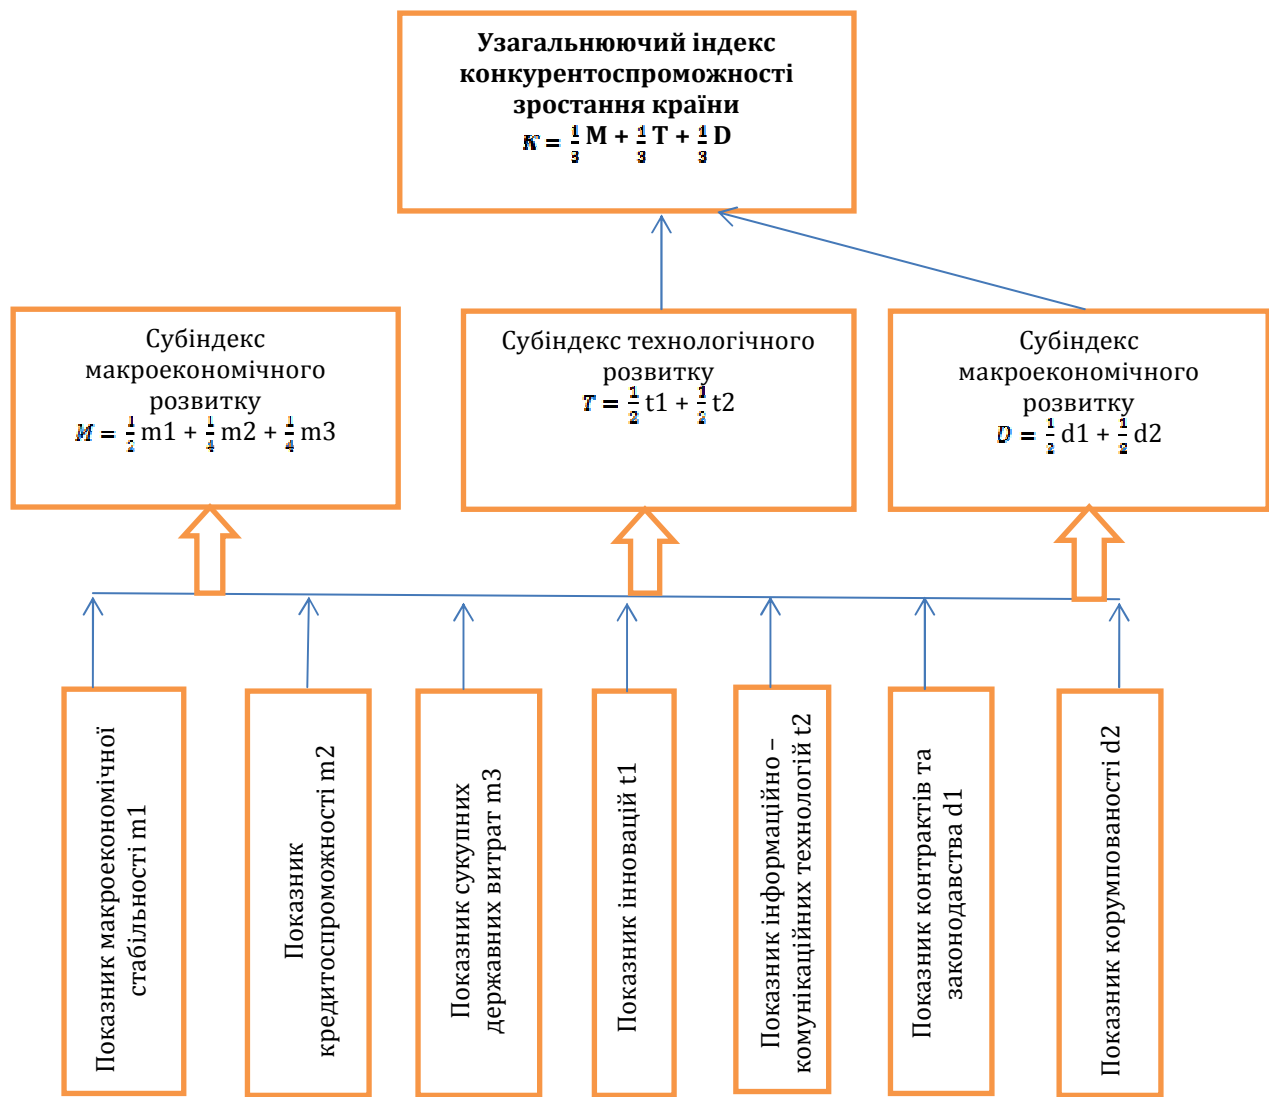 Узагальнюючий індекс
конкурентоспроможності
зростання країни
K = 1/3 M + 1/3 T + 1/3 D
Субіндекс
макроекономічного
розвитку
M = 1/2 m1 + 1/4 m2 + 1/4 m3
Субіндекс технологічного
розвитку
T = 1/2 t1 + 1/2 t2
Субіндекс
макроекономічного
розвитку
D = 1/2 d1 + 1/2 d2
Показник макроекономічної
стабільності m1
Показник
кредитоспроможності m2
Показник сукупних
державних витрат m3
Показник інновацій t1
Показник інформаційно –
комунікаційних технологій t2
Показник контрактів та
законодавства d1
Показник корумпованості d2